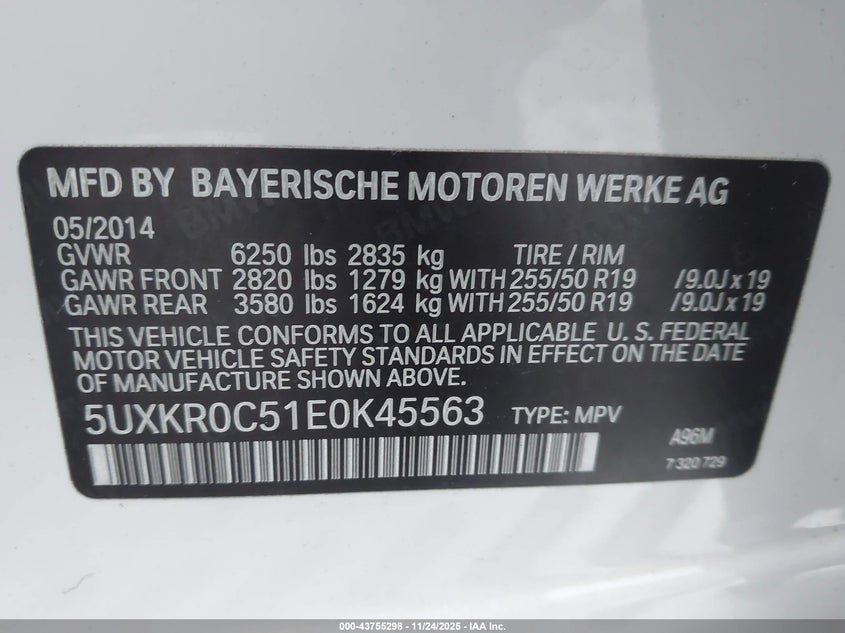 MFD BY BAYERISCHE MOTOREN WERKE AG
05/2014
GVWR 6250 lbs 2835 kg TIRE / RIM
GAWR FRONT 2820 lbs 1279 kg WITH 255/50 R19 /9.0J x 19
GAWR REAR 3580 lbs 1624 kg WITH 255/50 R19 /9.0J x 19
THIS VEHICLE CONFORMS TO ALL APPLICABLE U. S. FEDERAL
MOTOR VEHICLE SAFETY STANDARDS IN EFFECT ON THE DATE
OF MANUFACTURE SHOWN ABOVE.
5UXKR0C51E0K45563 TYPE: MPV
A96M
7 320 729
000-43755298 - 11/24/2025 - IAA Inc.